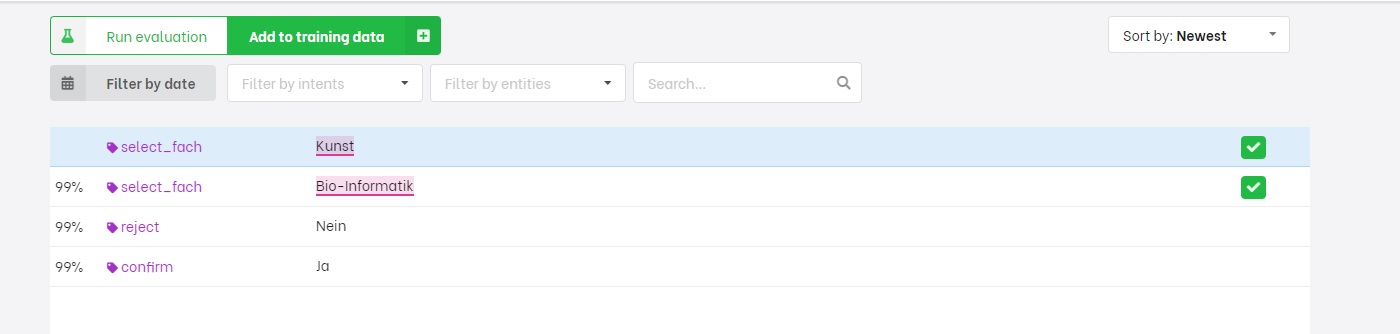 Run evaluation Add to training data Sort by: Newest
Filter by date Filter by intents Filter by entities Search...
select_fach Kunst
99% select_fach Bio-Informatik
99% reject Nein
99% confirm Ja